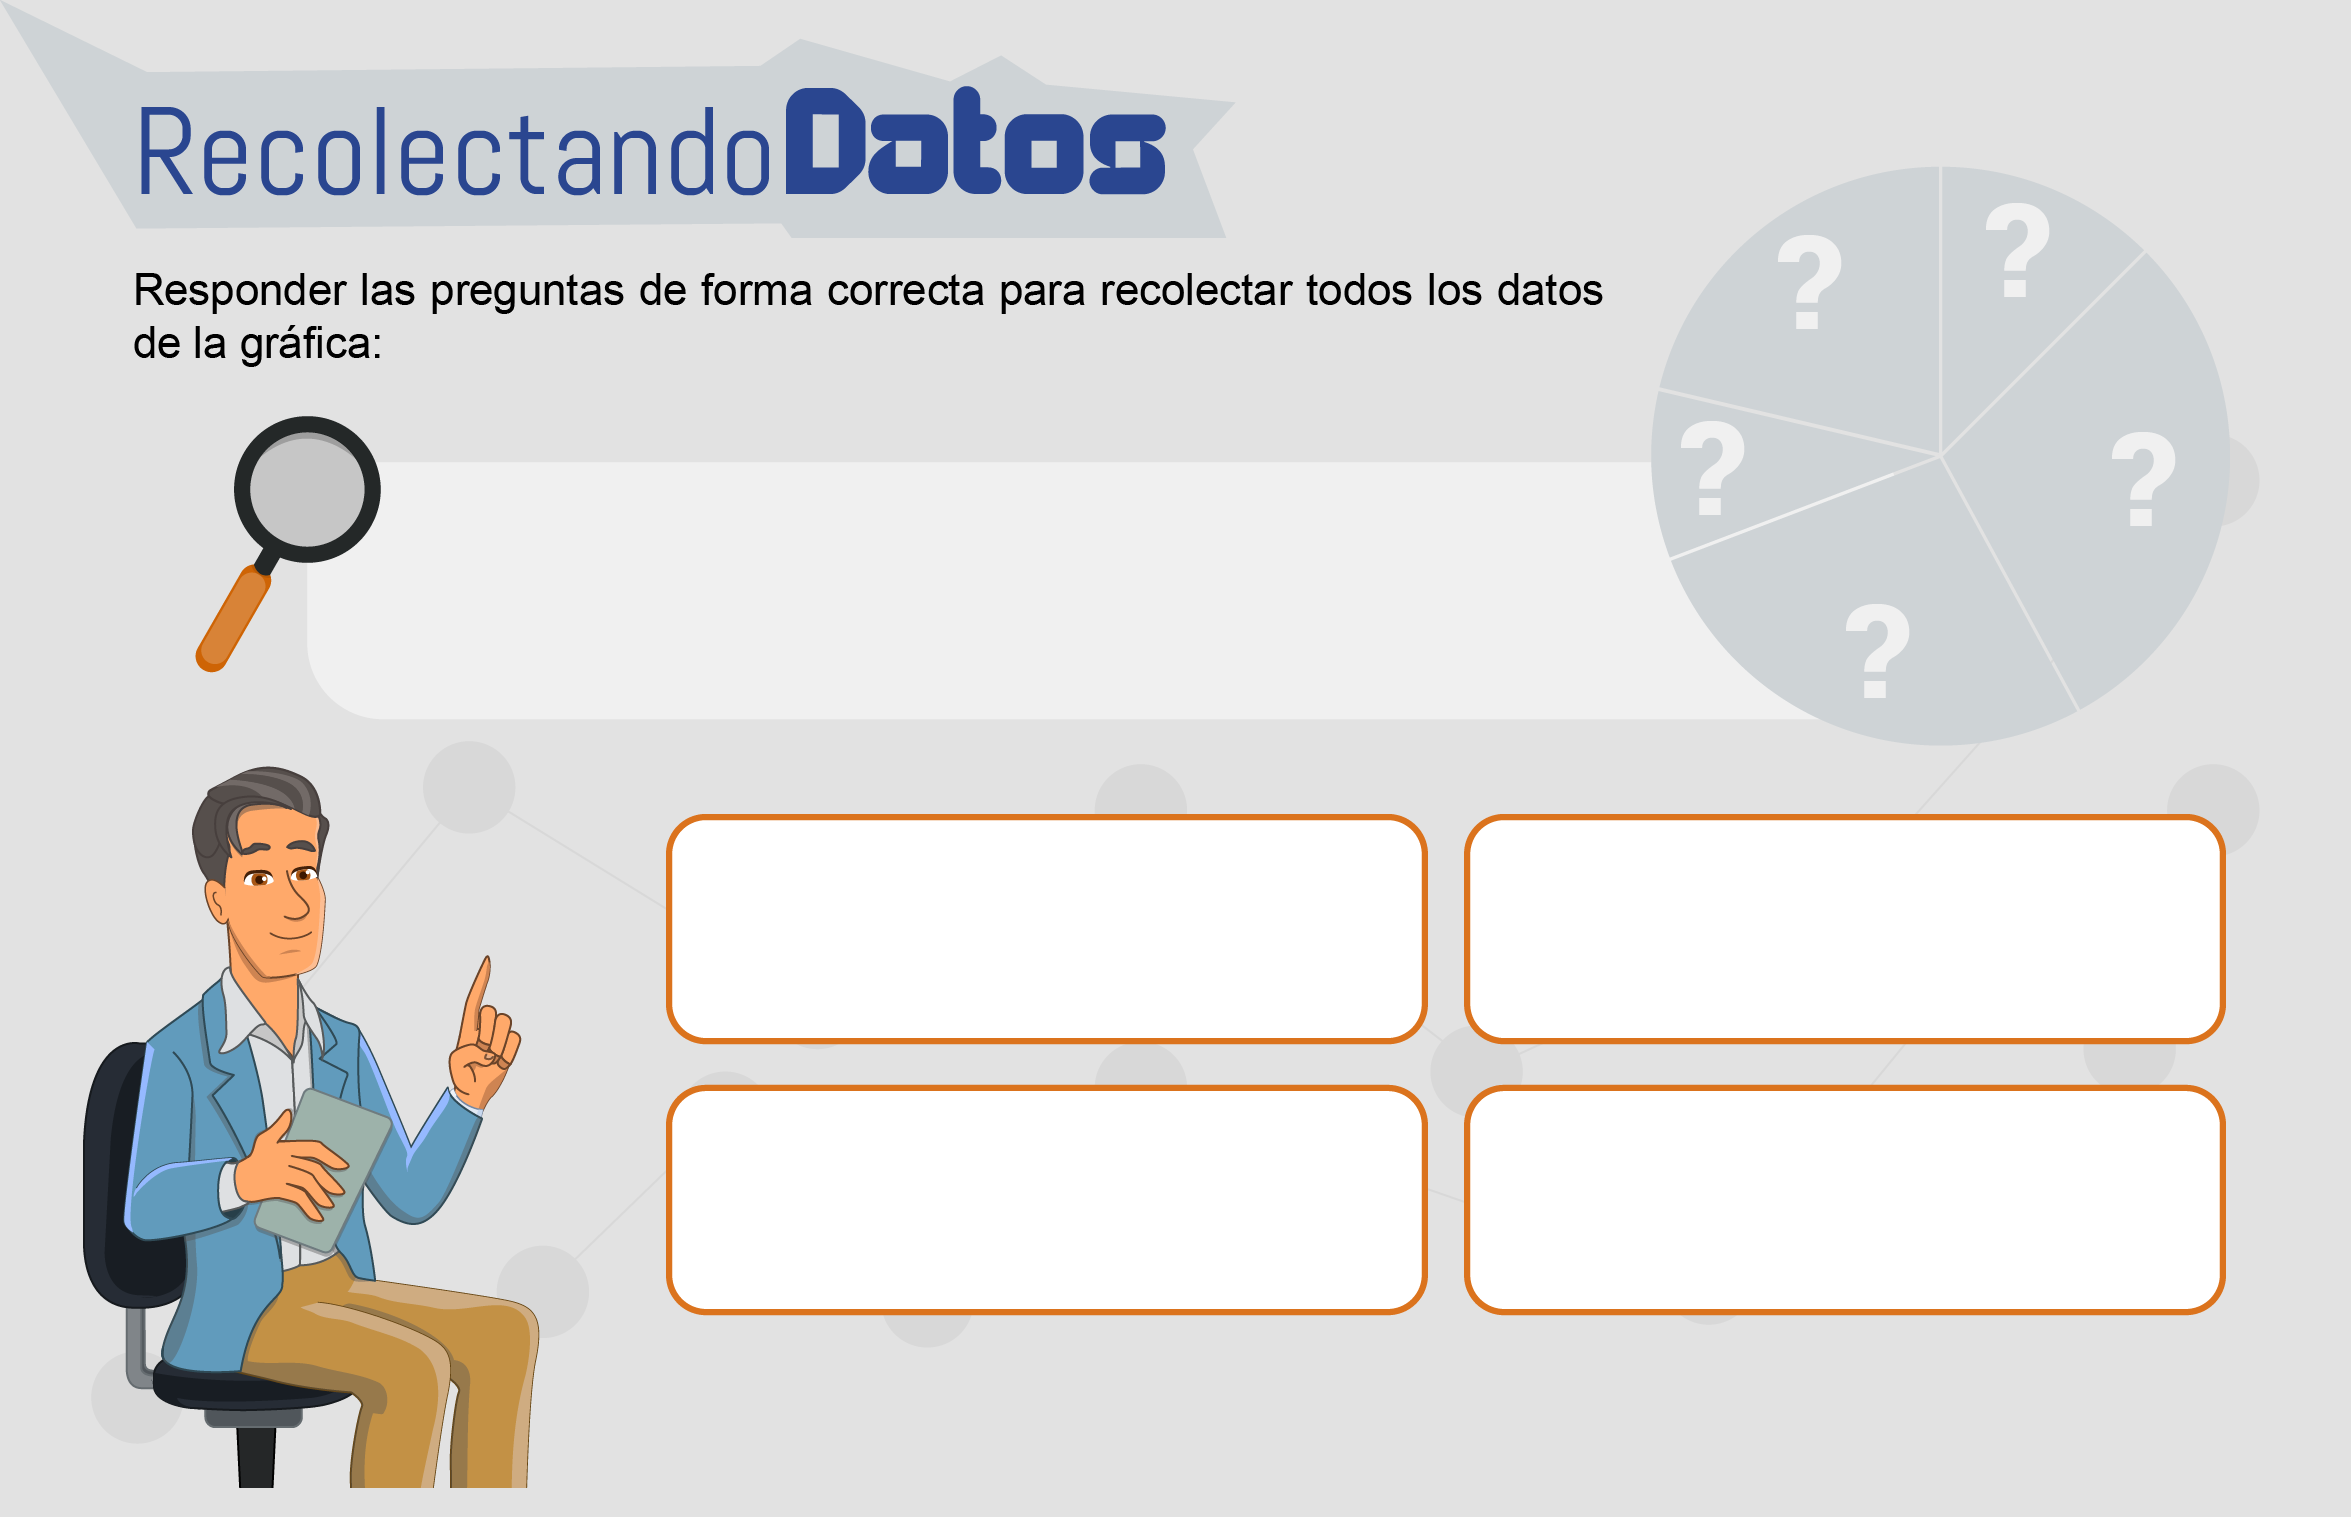 RecolectandoDatos
Responder las preguntas de forma correcta para recolectar todos los datos
de la gráfica:
?
?
?
?
?